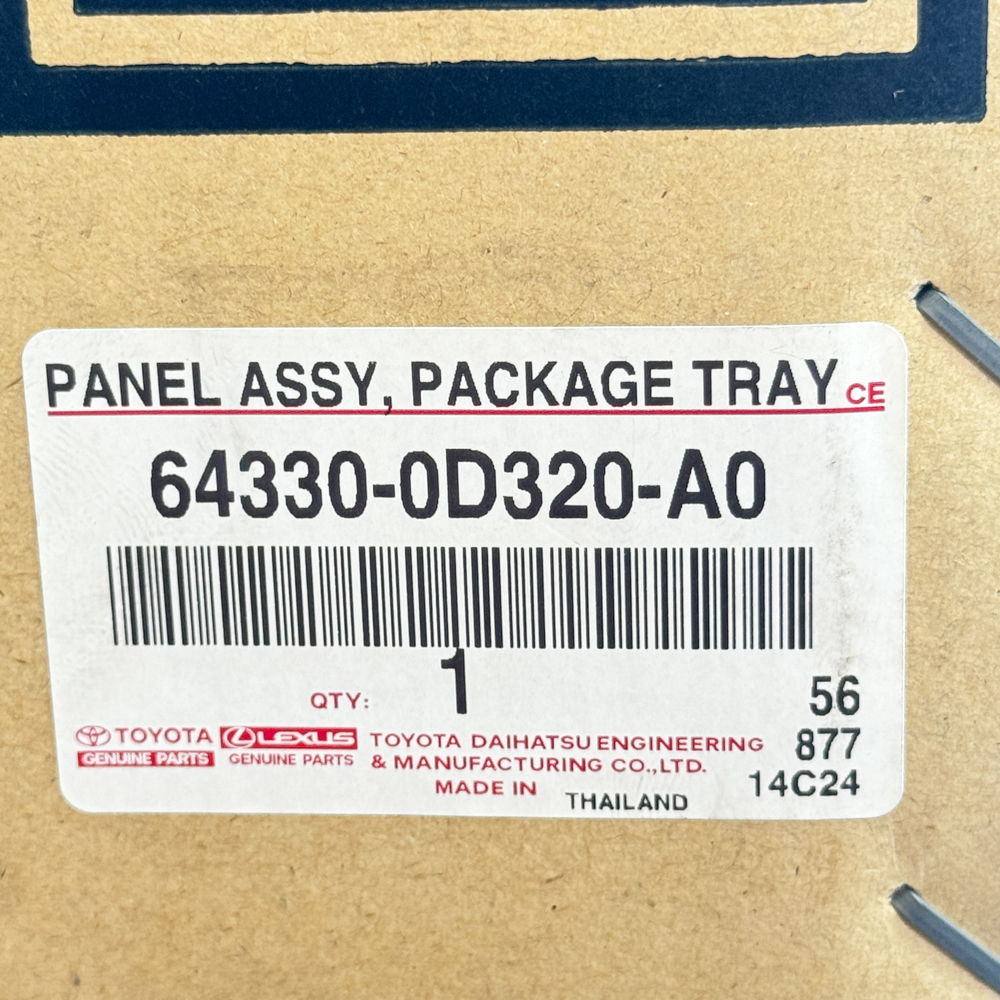 PANEL ASSY, PACKAGE TRAY CE
64330-0D320-A0
QTY: 1
56
TOYOTA LEXUS TOYOTA DAIHATSU ENGINEERING 877
GENUINE PARTS GENUINE PARTS & MANUFACTURING CO.,LTD.
MADE IN THAILAND 14C24